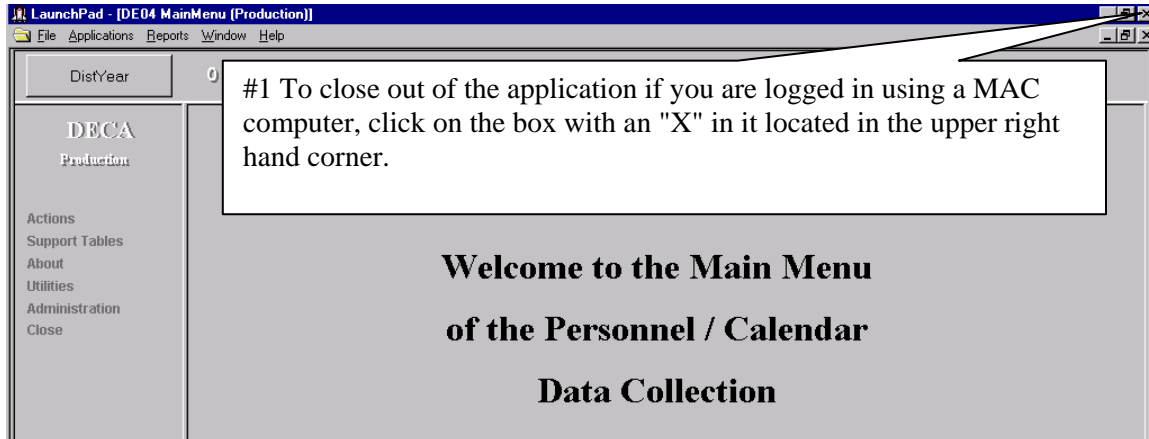 LaunchPad - [DE04 MainMenu (Production)]
File Applications Reports Window Help
DistYear 0
#1 To close out of the application if you are logged in using a MAC
computer, click on the box with an "X" in it located in the upper right
hand corner.
DECA
Production
Actions
Support Tables
About
Utilities
Administration
Close
Welcome to the Main Menu
of the Personnel / Calendar
Data Collection